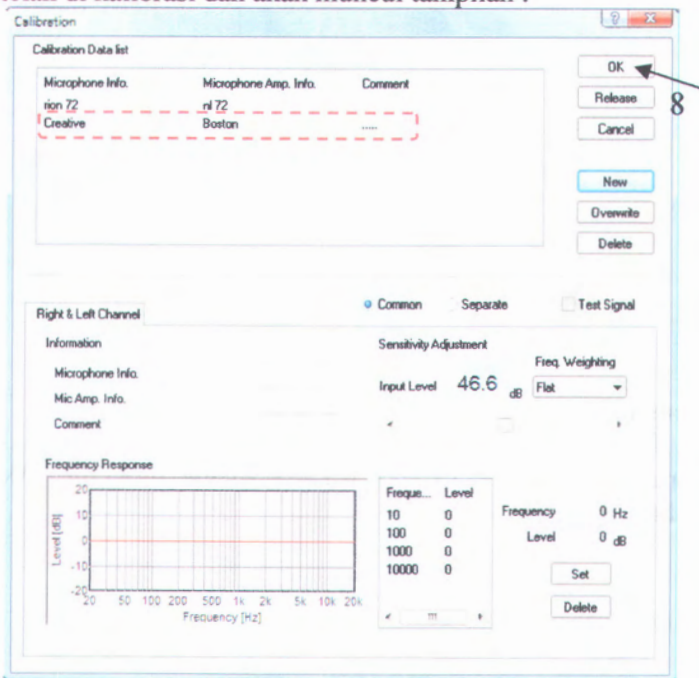 Calibretion
Calibration Data list
Microphone Info. Microphone Amp. Info. Comment
rion 72 nl 72
Creative Boston .....
OK
8
Release
Cancel
New
Overwrite
Delete
Common Separate Test Signal
Right & Left Channel
Information
Microphone Info.
Mic Amp. Info.
Comment
Sensitivity Adjustment
Freq. Weighting
Input Level 46.6 dB Flat
Frequency Response
20
10
0
-10
-20
Level [dB]
20 50 100 200 500 1k 2k 5k 10k 20k
Frequency [Hz]
Freque... Level
10 0
100 0
1000 0
10000 0
Frequency 0 Hz
Level 0 dB
Set
Delete